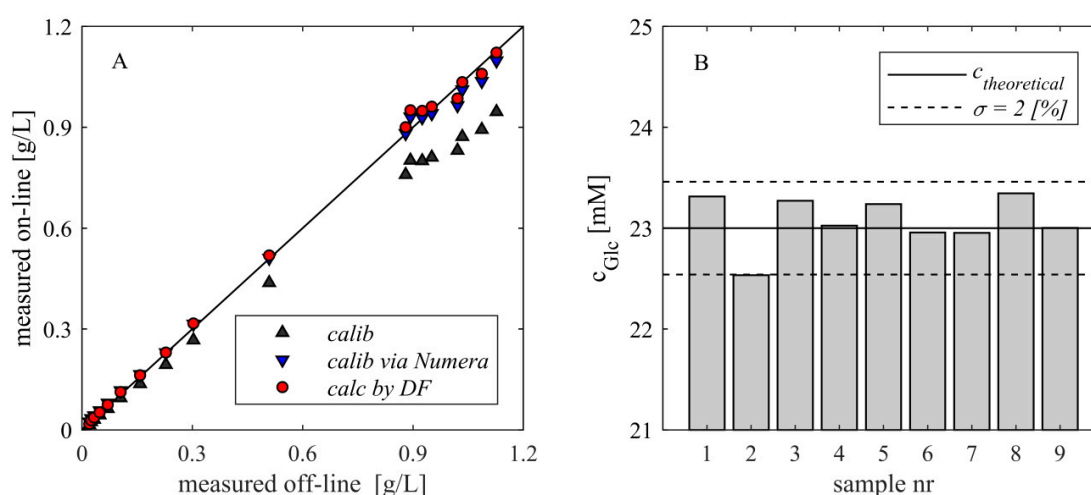 A
measured on-line [g/L]
1.2
0.9
0.6
0.3
0
calib
calib via Numera
calc by DF
0 0.3 0.6 0.9 1.2
measured off-line [g/L]
B
c_Glc [mM]
25
24
23
22
21
c_theoretical
σ = 2 [%]
1 2 3 4 5 6 7 8 9
sample nr